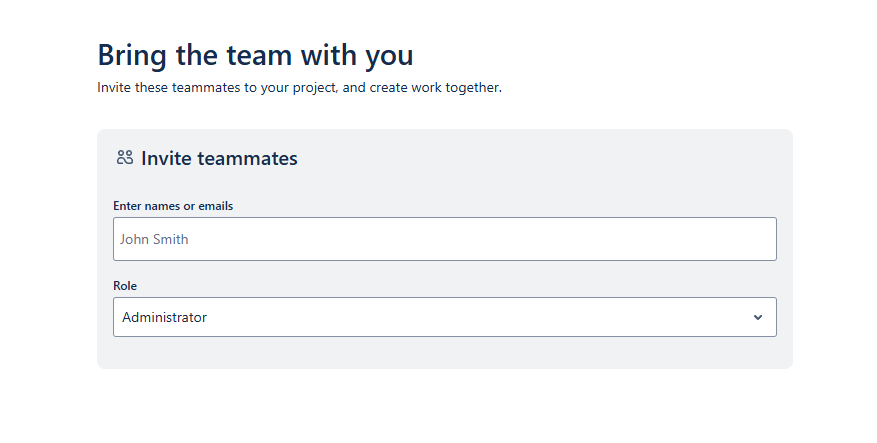 Bring the team with you
Invite these teammates to your project, and create work together.
Invite teammates
Enter names or emails
John Smith
Role
Administrator